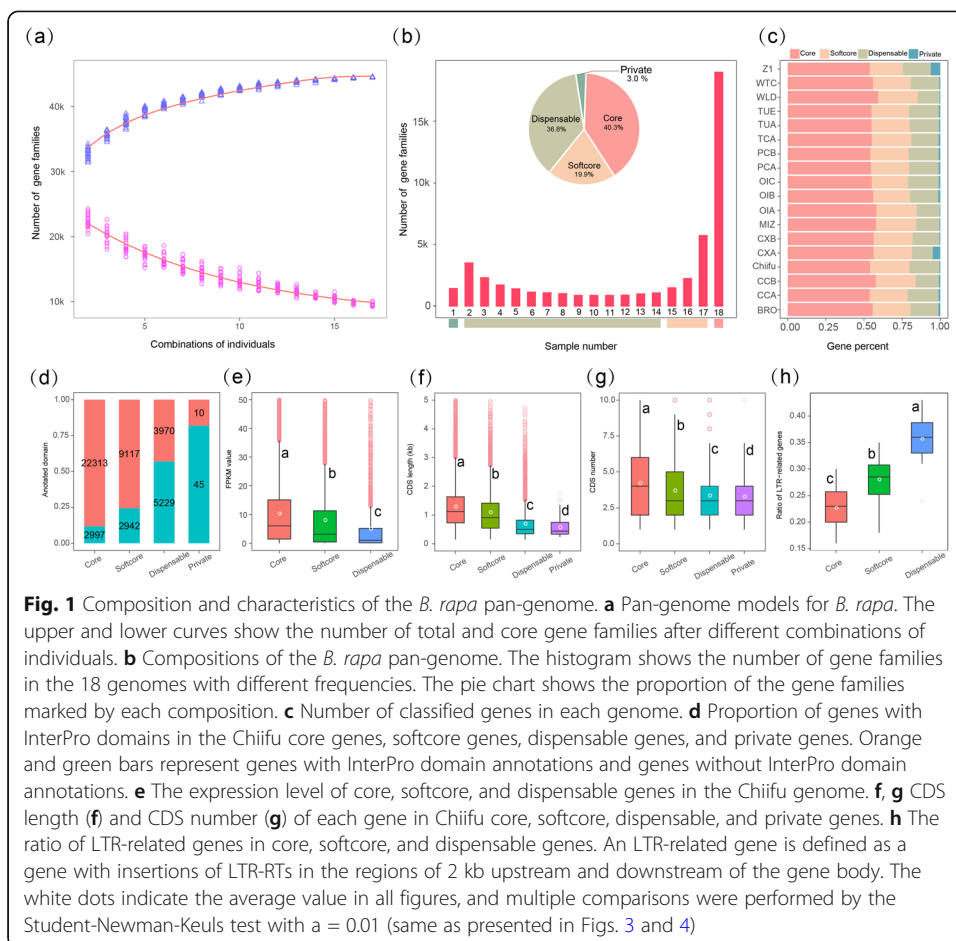 (a)
Number of gene families
40k
30k
20k
10k
5
10
15
Combinations of individuals
(b)
Number of gene families
15k
10k
5k
0
Private
3.0 %
Dispensable
36.8%
Core
40.3%
Softcore
19.9%
1 2 3 4 5 6 7 8 9 10 11 12 13 14 15 16 17 18
Sample number
(c)
Core Softcore Dispensable Private
Z1
WTC
WLD
TUE
TUA
TCA
PCB
PCA
OIC
OIB
OIA
MIZ
CXB
CXA
Chiifu
CCB
CCA
BRO
0.00 0.25 0.50 0.75 1.00
Gene percent
(d)
Anotated domain
1.00
0.75
0.50
0.25
0.00
22313
9117
3970
10
2997
2942
5229
45
Core Softcore Dispensable Private
(e)
FPKM value
50
40
30
20
10
0
a
b
c
Core Softcore Dispensable
(f)
CDS length (kb)
5
4
3
2
1
0
a
b
c
d
Core Softcore Dispensable Private
(g)
CDS number
10.0
7.5
5.0
2.5
0.0
a
b
c
d
Core Softcore Dispensable Private
(h)
Ratio of LTR-related genes
0.40
0.35
0.30
0.25
0.20
0.15
c
b
a
Core Softcore Dispensable
Fig. 1 Composition and characteristics of the B. rapa pan-genome. a Pan-genome models for B. rapa. The
upper and lower curves show the number of total and core gene families after different combinations of
individuals. b Compositions of the B. rapa pan-genome. The histogram shows the number of gene families
in the 18 genomes with different frequencies. The pie chart shows the proportion of the gene families
marked by each composition. c Number of classified genes in each genome. d Proportion of genes with
InterPro domains in the Chiifu core genes, softcore genes, dispensable genes, and private genes. Orange
and green bars represent genes with InterPro domain annotations and genes without InterPro domain
annotations. e The expression level of core, softcore, and dispensable genes in the Chiifu genome. f, g CDS
length (f) and CDS number (g) of each gene in Chiifu core, softcore, dispensable, and private genes. h The
ratio of LTR-related genes in core, softcore, and dispensable genes. An LTR-related gene is defined as a
gene with insertions of LTR-RTs in the regions of 2 kb upstream and downstream of the gene body. The
white dots indicate the average value in all figures, and multiple comparisons were performed by the
Student-Newman-Keuls test with a = 0.01 (same as presented in Figs. 3 and 4)